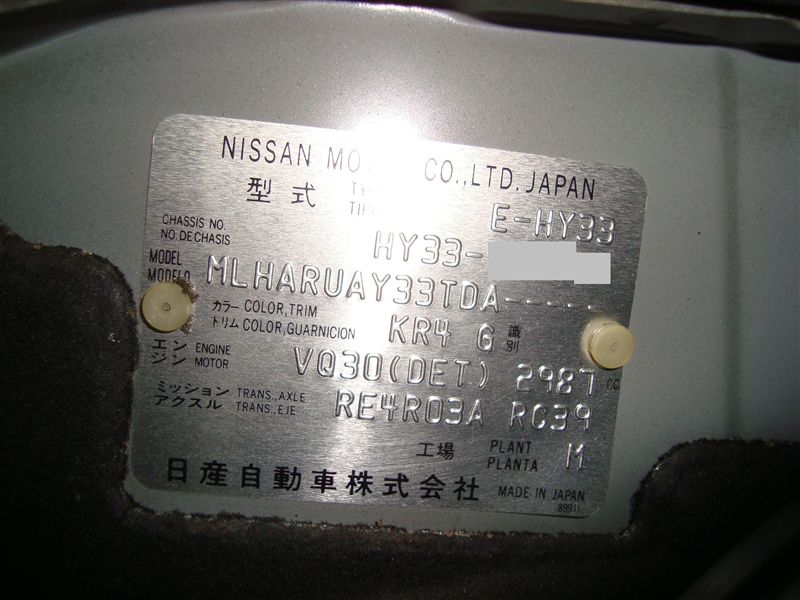 NISSAN MO CO.,LTD. JAPAN
型式 TY TIP E-HY33
CHASSIS NO
NO DE CHASIS HY33-
MODEL
MODELO MLHARUAY33TDA-----
カラー COLOR,TRIM
トリム COLOR,GUARNICION KR4 G 識別
エンジン ENGINE
MOTOR VQ30(DET) 2987 CC
ミッション TRANS.,AXLE
アクスル TRANS.,EJE RE4R03A RC39
工場 PLANT
PLANTA M
日産自動車株式会社 MADE IN JAPAN
89911